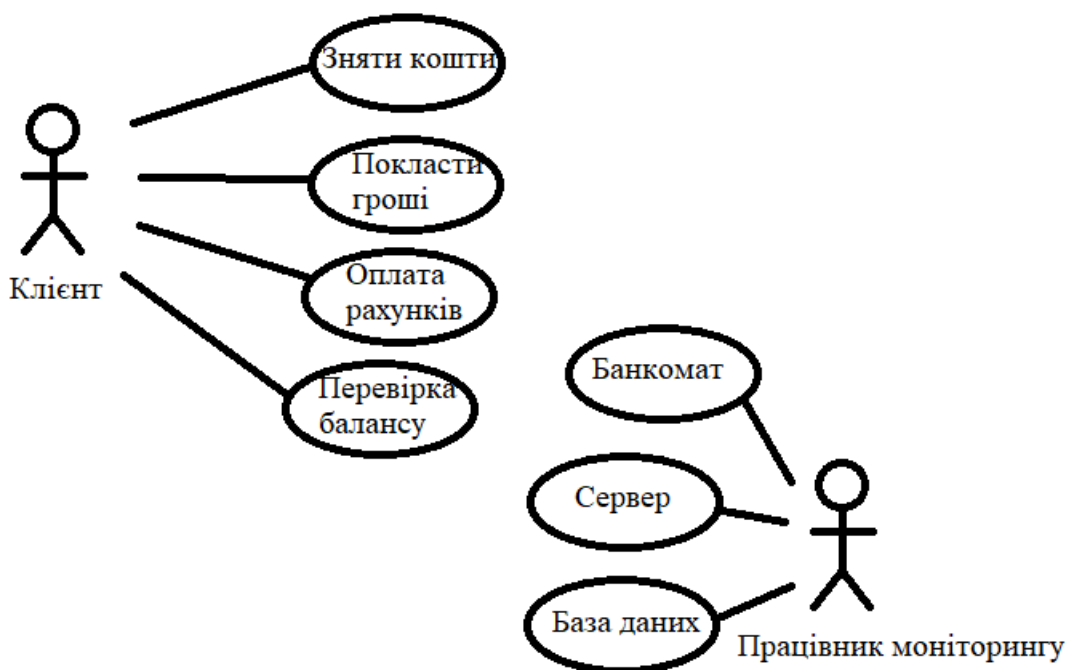 Зняти кошти
Покласти
гроші
Клієнт
Оплата
рахунків
Перевірка
балансу
Банкомат
Сервер
База даних
Працівник моніторингу